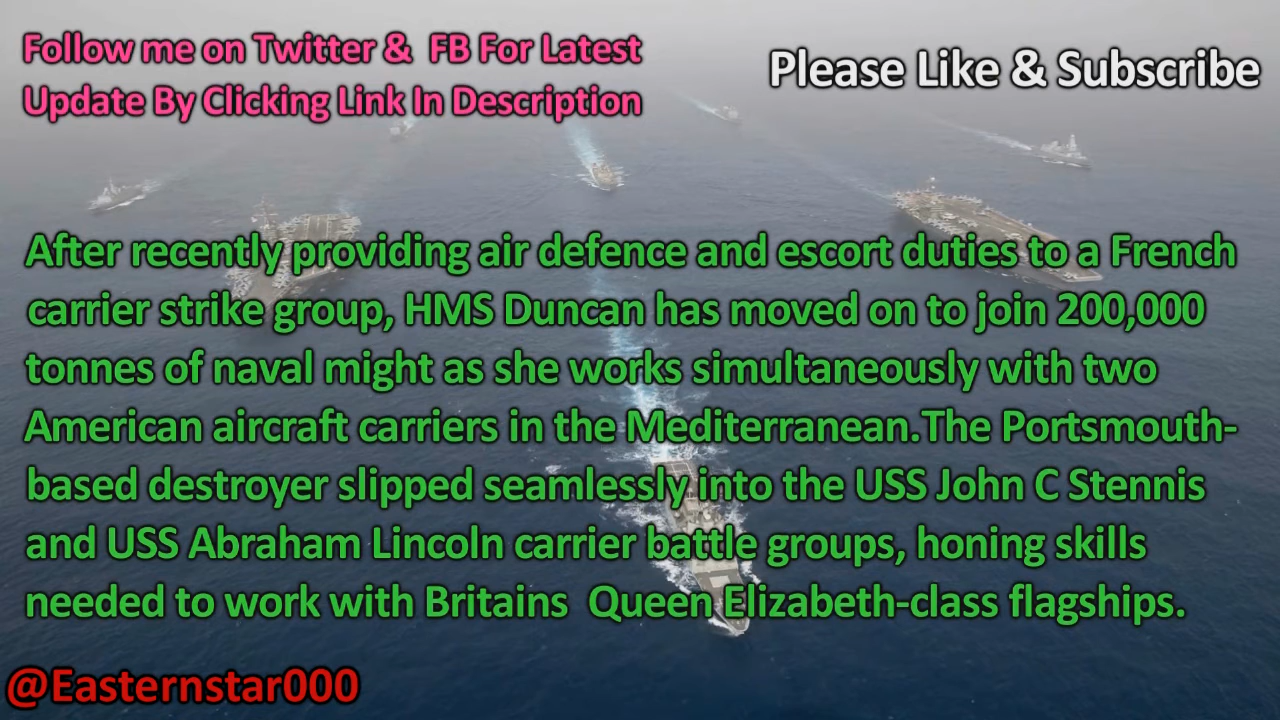 Follow me on Twitter &  FB For Latest
Update By Clicking Link In Description
Please Like & Subscribe
After recently providing air defence and escort duties to a French
carrier strike group, HMS Duncan has moved on to join 200,000
tonnes of naval might as she works simultaneously with two
American aircraft carriers in the Mediterranean.The Portsmouth-
based destroyer slipped seamlessly into the USS John C Stennis
and USS Abraham Lincoln carrier battle groups, honing skills
needed to work with Britains  Queen Elizabeth-class flagships.
@Easternstar000